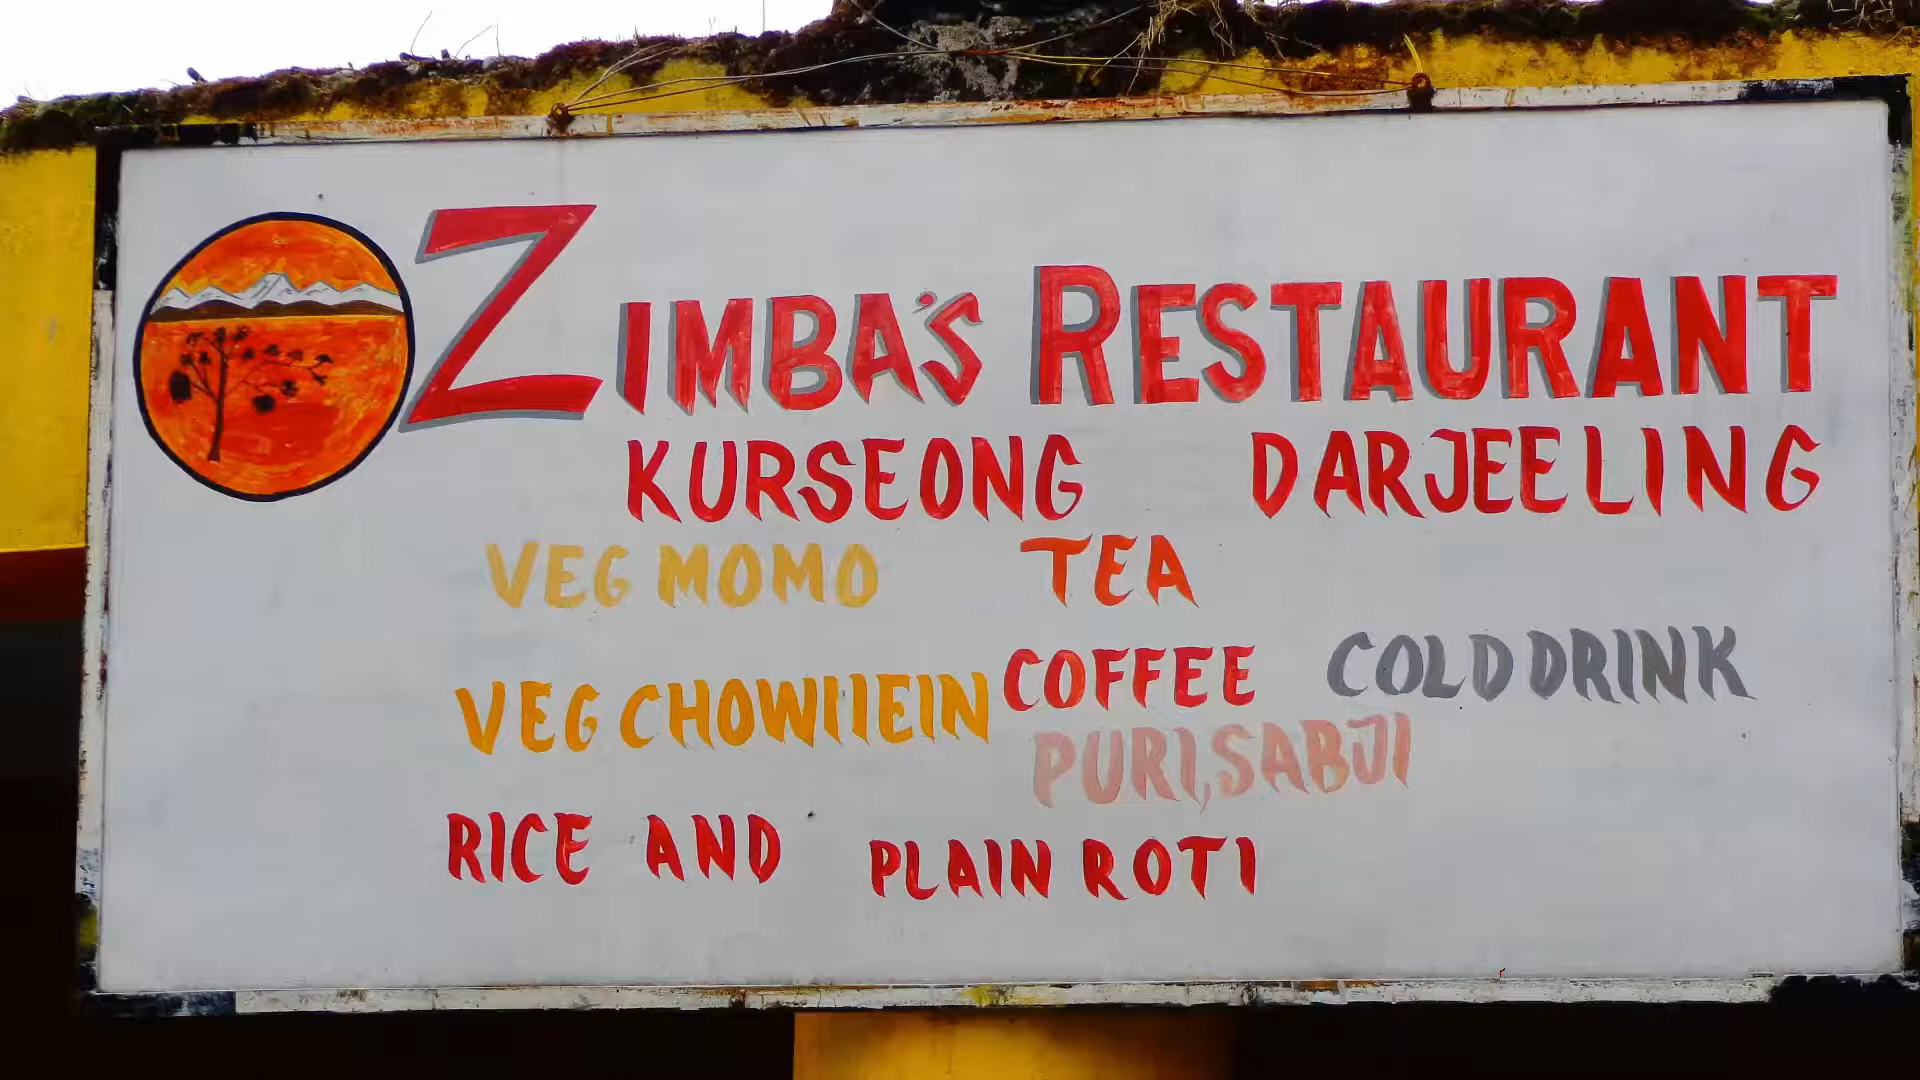 ZIMBA'S RESTAURANT
KURSEONG DARJEELING
VEG MOMO TEA
VEG CHOWIIEIN COFFEE COLD DRINK
PURI, SABJI
RICE AND PLAIN ROTI